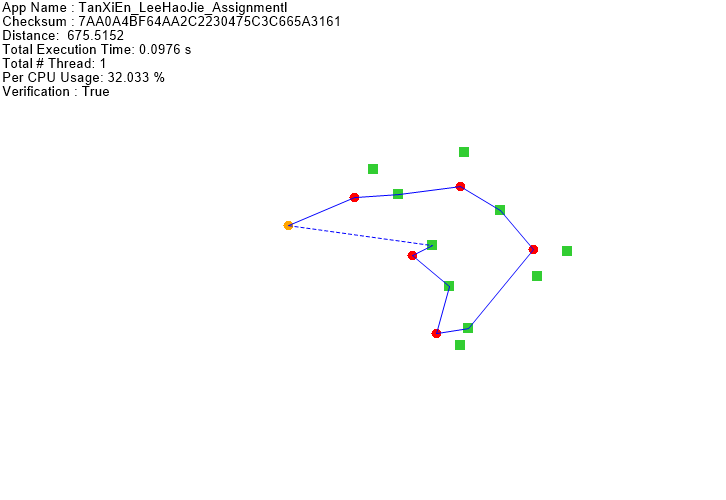 App Name : TanXiEn_LeeHaoJie_AssignmentI
Checksum : 7AA0A4BF64AA2C2230475C3C665A3161
Distance:  675.5152
Total Execution Time: 0.0976 s
Total # Thread: 1
Per CPU Usage: 32.033 %
Verification : True